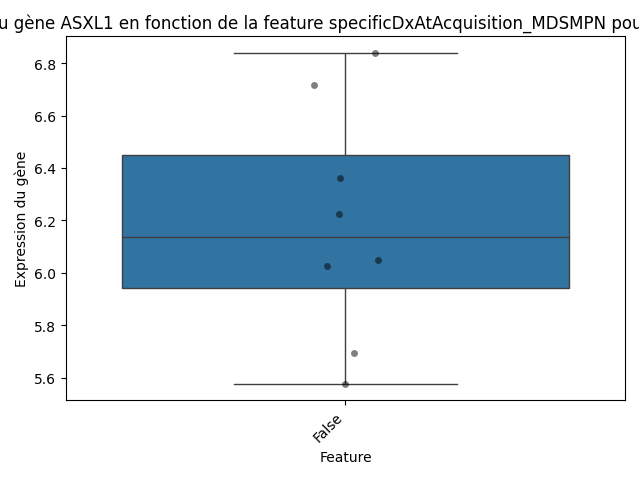 u gène ASXL1 en fonction de la feature specificDxAtAcquisition_MDSMPN pou
Expression du gène
6.8
6.6
6.4
6.2
6.0
5.8
5.6
False
Feature